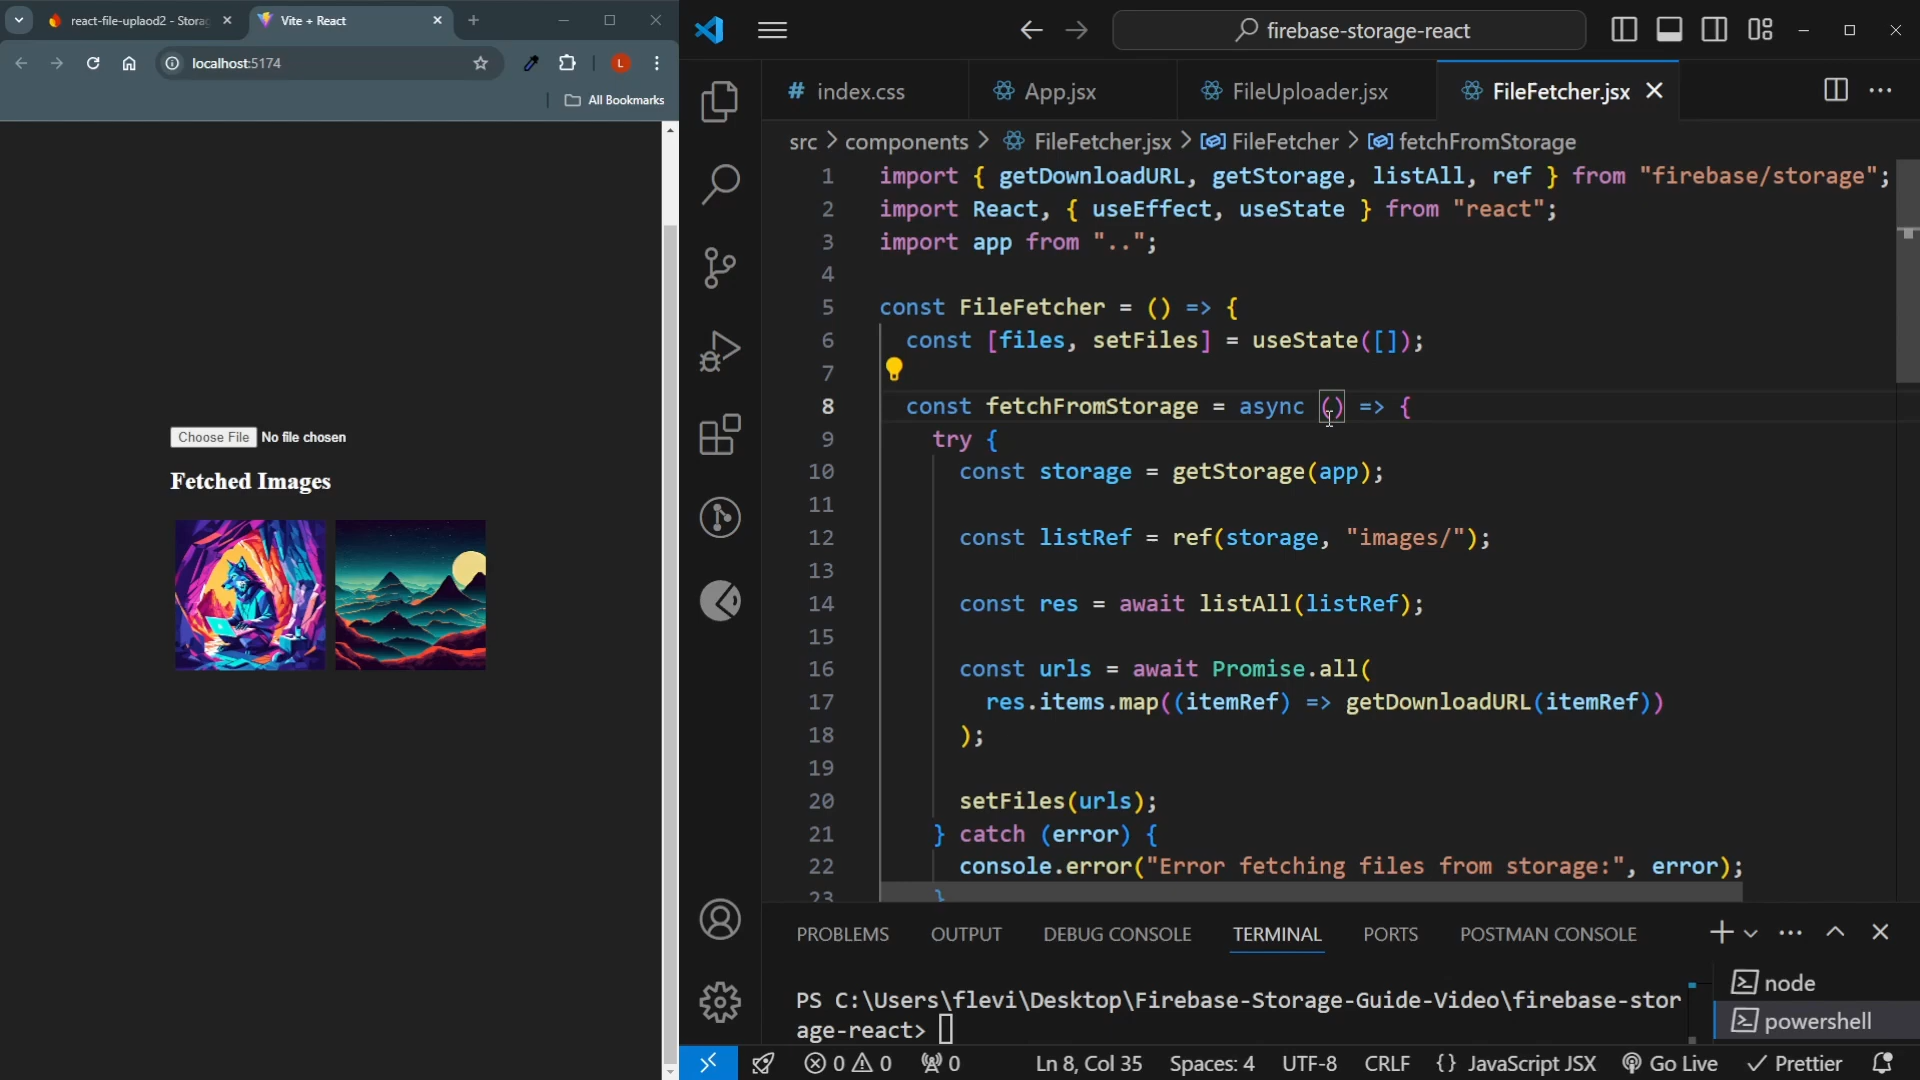 react-file-uplaod2 - Storag
Vite + React
localhost:5174
L
All Bookmarks
Choose File No file chosen
Fetched Images
firebase-storage-react
# index.css
App.jsx
FileUploader.jsx
FileFetcher.jsx
src > components > FileFetcher.jsx > FileFetcher > fetchFromStorage
1 import { getDownloadURL, getStorage, listAll, ref } from "firebase/storage";
2 import React, { useEffect, useState } from "react";
3 import app from "..";
4
5 const FileFetcher = () => {
6 const [files, setFiles] = useState([]);
7
8 const fetchFromStorage = async () => {
9 try {
10 const storage = getStorage(app);
11
12 const listRef = ref(storage, "images/");
13
14 const res = await listAll(listRef);
15
16 const urls = await Promise.all(
17 res.items.map((itemRef) => getDownloadURL(itemRef))
18 );
19
20 setFiles(urls);
21 } catch (error) {
22 console.error("Error fetching files from storage:", error);
23 }
PROBLEMS OUTPUT DEBUG CONSOLE TERMINAL PORTS POSTMAN CONSOLE
PS C:\Users\flevi\Desktop\Firebase-Storage-Guide-Video\firebase-stor
age-react>
node
powershell
0 0 0 Ln 8, Col 35 Spaces: 4 UTF-8 CRLF {} JavaScript JSX Go Live Prettier